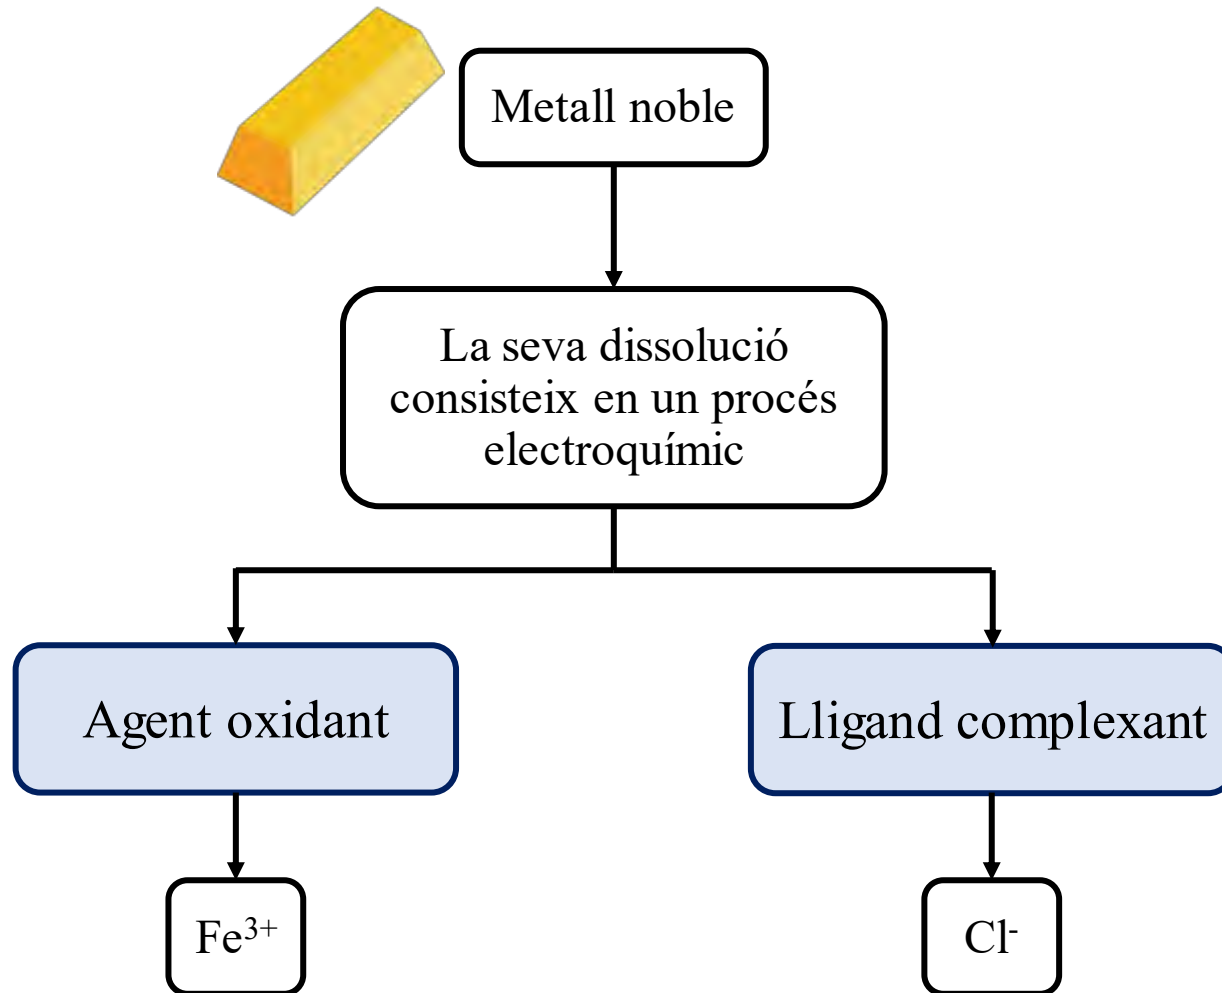 Metall noble
La seva dissolució
consisteix en un procés
electroquímic
Agent oxidant
Lligand complexant
Fe³⁺
Cl⁻